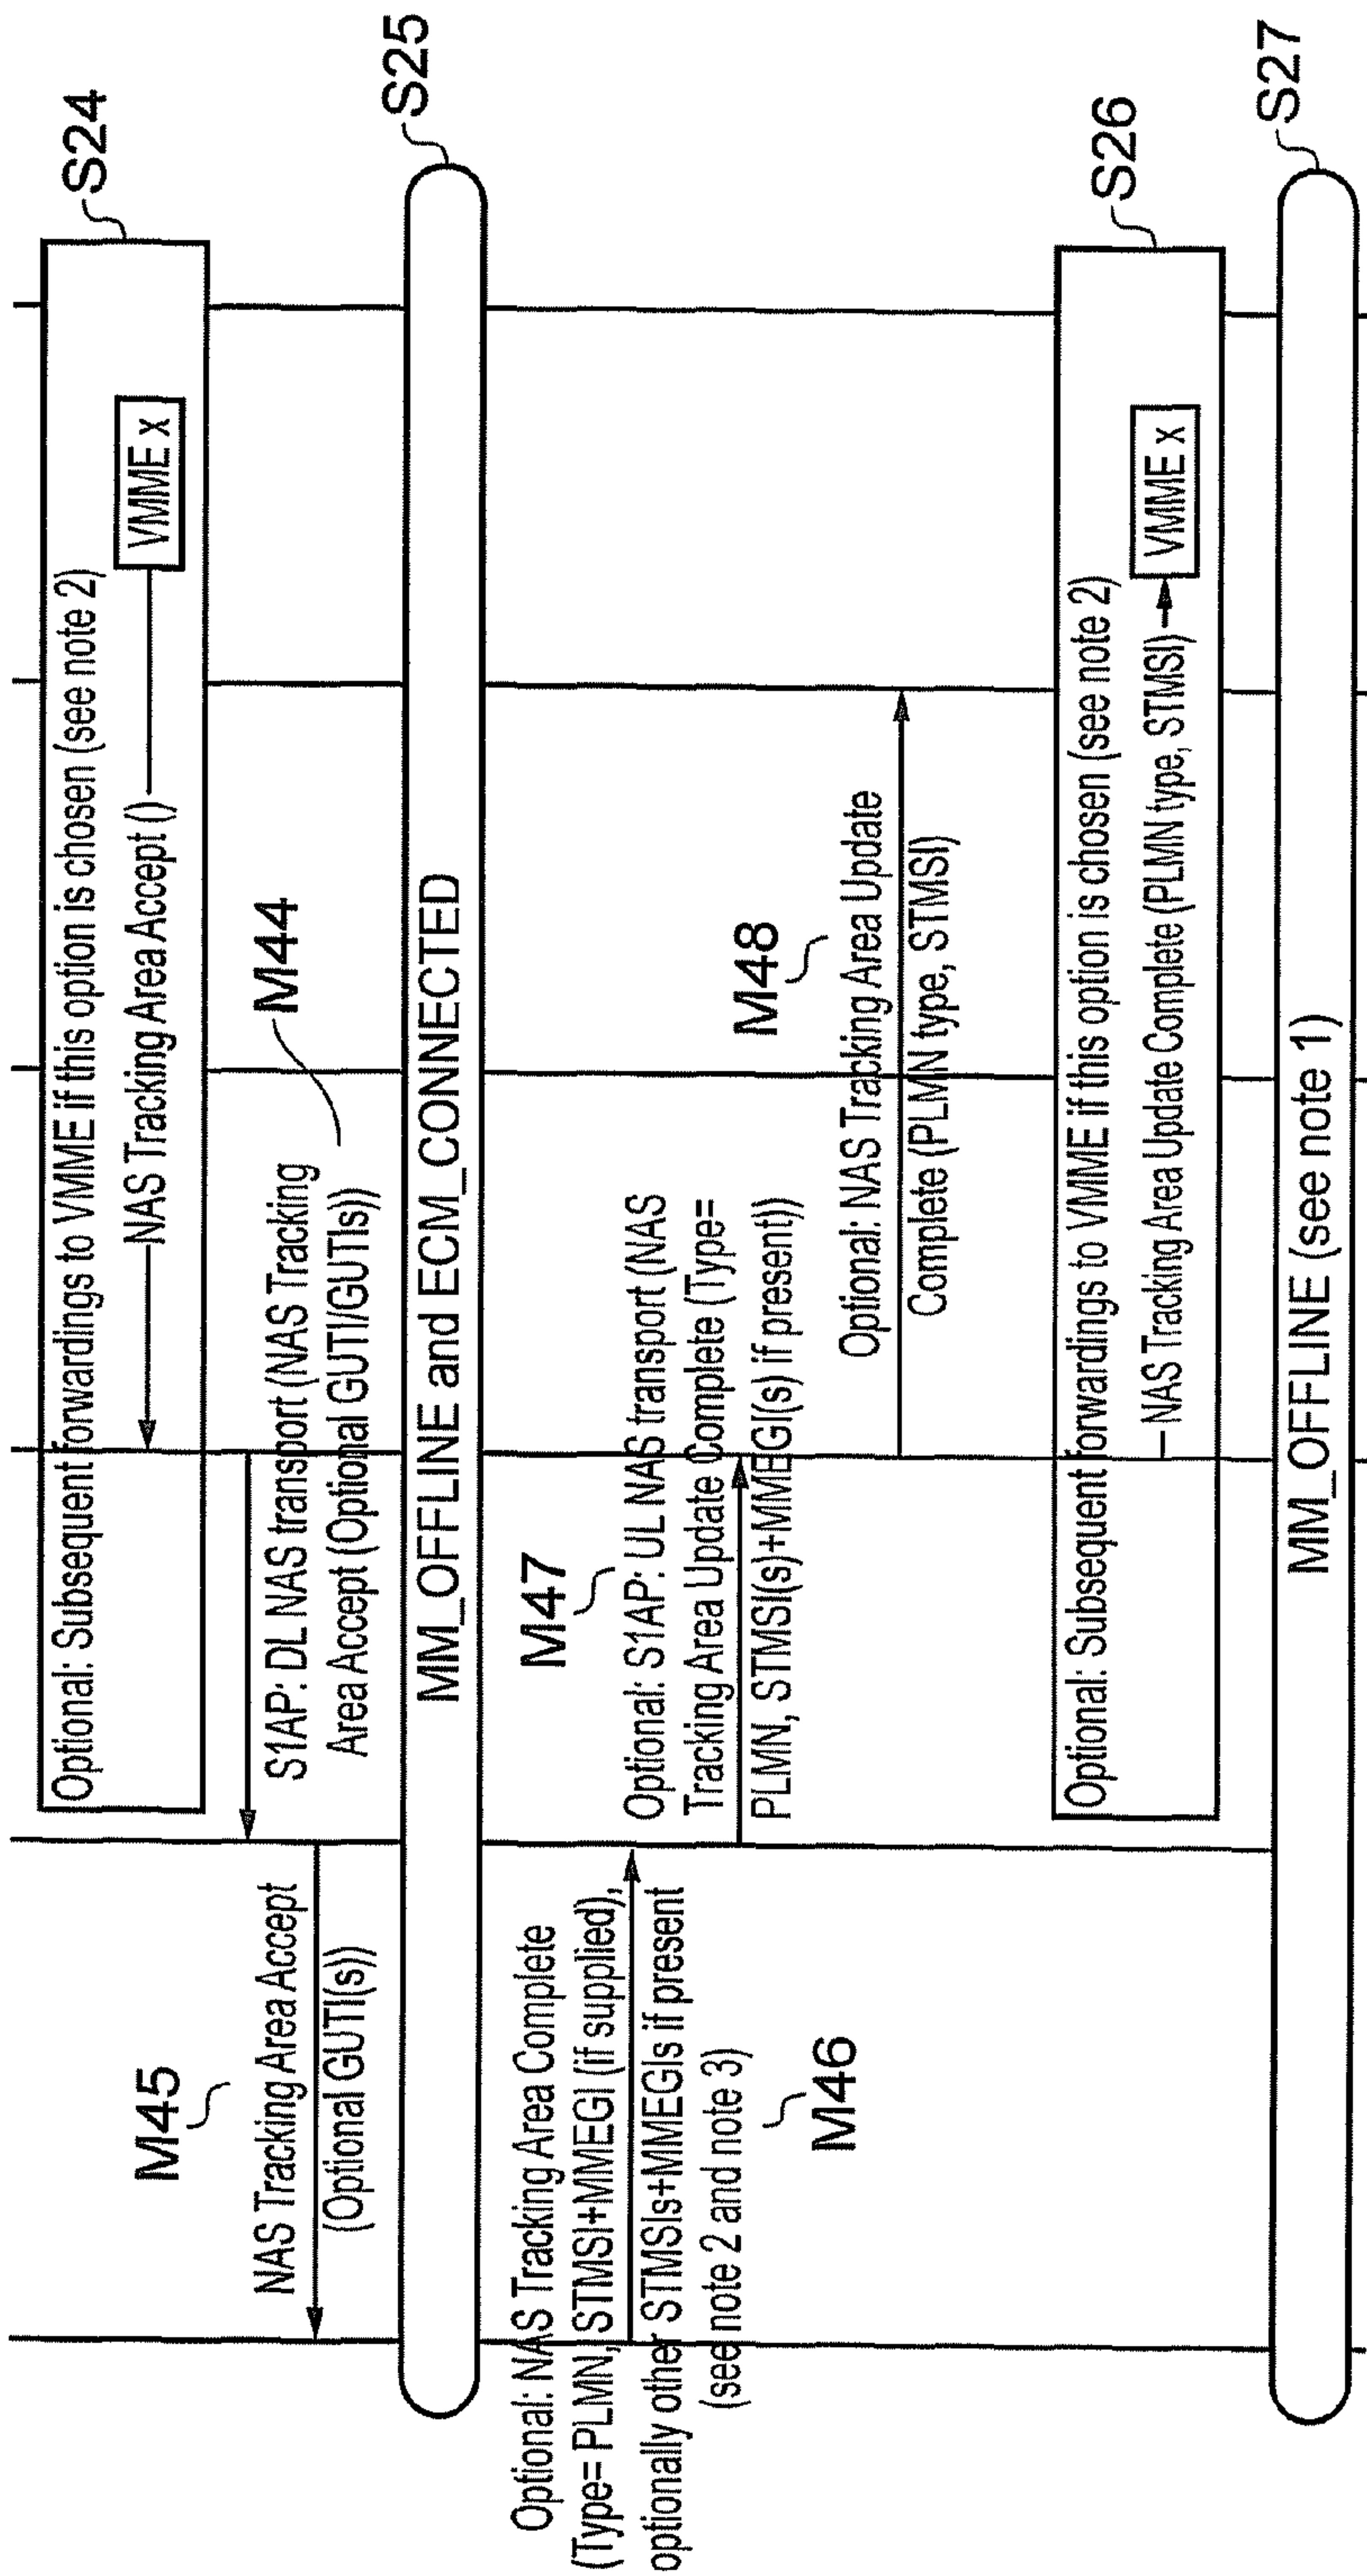 S24
Optional: Subsequent forwardings to VMME if this option is chosen (see note 2)
NAS Tracking Area Accept ()
VMME x
M44
S1AP: DL NAS transport (NAS Tracking
Area Accept (Optional GUTI/GUTIs))
M45
NAS Tracking Area Accept
(Optional GUTI(s))
S25
MM_OFFLINE and ECM_CONNECTED
Optional: NAS Tracking Area Complete
(Type= PLMN, STMSI+MMEGI (if supplied),
optionally other STMSIs+MMEGIs if present
(see note 2 and note 3)
M46
M47
Optional: S1AP: UL NAS transport (NAS
Tracking Area Update Complete (Type=
PLMN, STMSI(s)+MMEGI(s) if present))
M48
Optional: NAS Tracking Area Update
Complete (PLMN type, STMSI)
S26
Optional: Subsequent forwardings to VMME if this option is chosen (see note 2)
NAS Tracking Area Update Complete (PLMN type, STMSI)
VMME x
S27
MM_OFFLINE (see note 1)